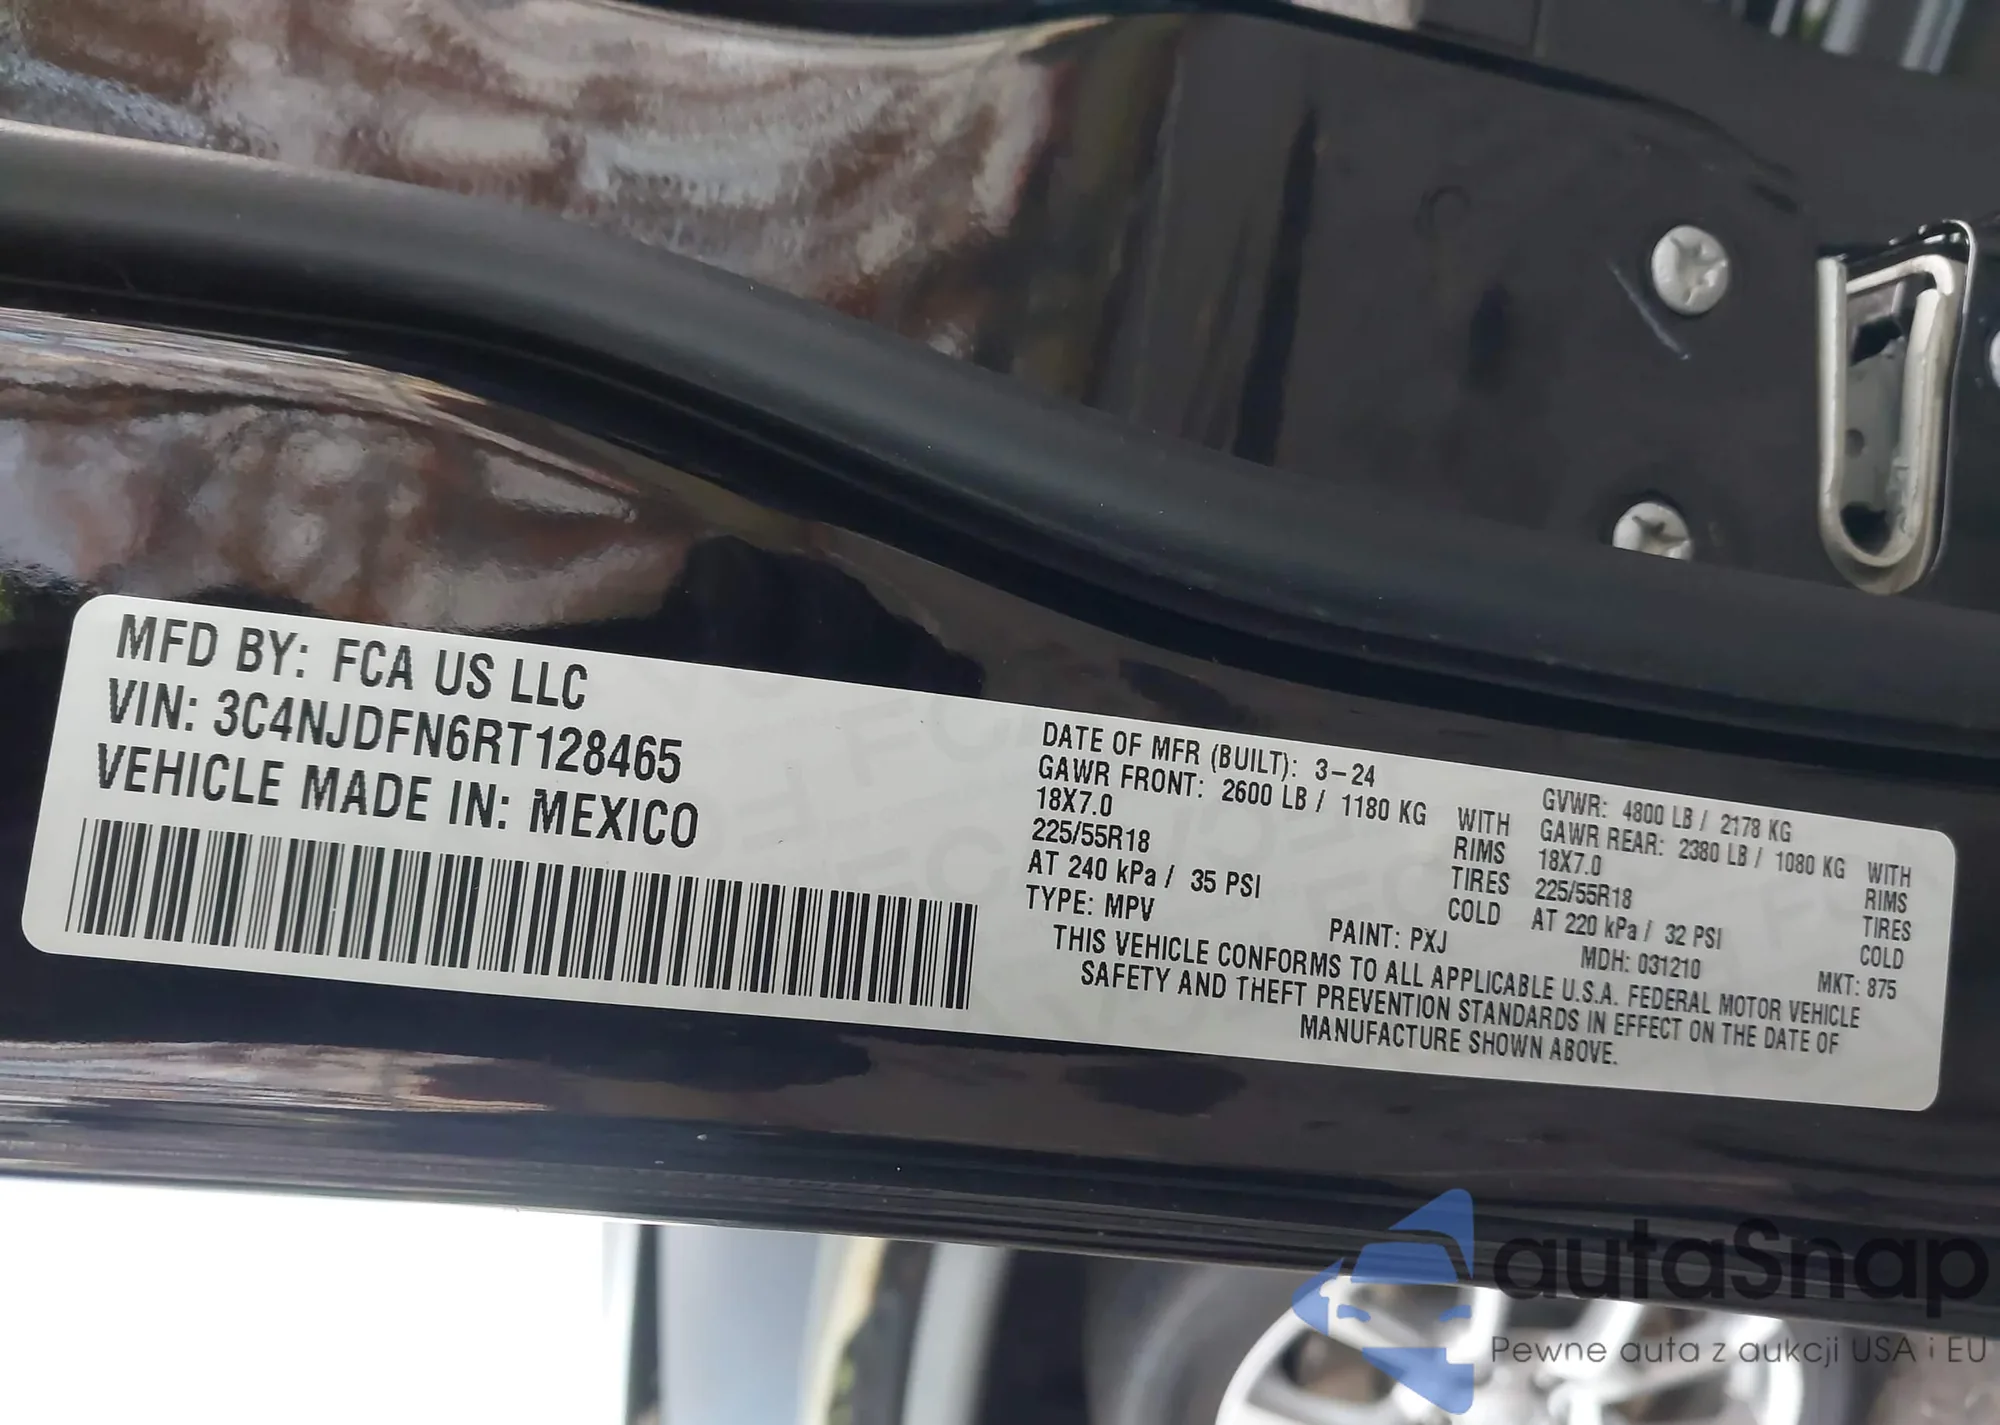 MFD BY: FCA US LLC
VIN: 3C4NJDFN6RT128465
VEHICLE MADE IN: MEXICO
DATE OF MFR (BUILT): 3-24
GVWR: 4800 LB / 2178 KG
GAWR FRONT: 2600 LB / 1180 KG WITH
18X7.0 RIMS
225/55R18 TIRES
AT 240 kPa / 35 PSI COLD
GAWR REAR: 2380 LB / 1080 KG WITH
18X7.0 RIMS
225/55R18 TIRES
AT 220 kPa / 32 PSI COLD
TYPE: MPV PAINT: PXJ MDH: 031210 MKT: 875
THIS VEHICLE CONFORMS TO ALL APPLICABLE U.S.A. FEDERAL MOTOR VEHICLE
SAFETY AND THEFT PREVENTION STANDARDS IN EFFECT ON THE DATE OF
MANUFACTURE SHOWN ABOVE.
autaSnap
Pewne auta z aukcji USA i EU